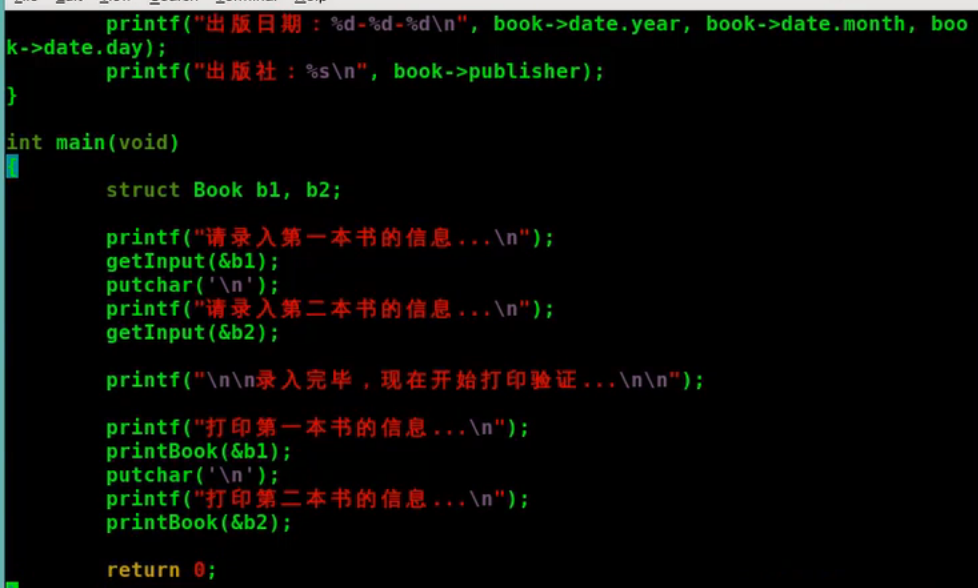 printf("出版日期：%d-%d-%d\n", book->date.year, book->date.month, boo
k->date.day);
printf("出版社：%s\n", book->publisher);
}
int main(void)
{
struct Book b1, b2;
printf("请录入第一本书的信息...\n");
getInput(&b1);
putchar('\n');
printf("请录入第二本书的信息...\n");
getInput(&b2);
printf("\n\n录入完毕，现在开始打印验证...\n\n");
printf("打印第一本书的信息...\n");
printBook(&b1);
putchar('\n');
printf("打印第二本书的信息...\n");
printBook(&b2);
return 0;